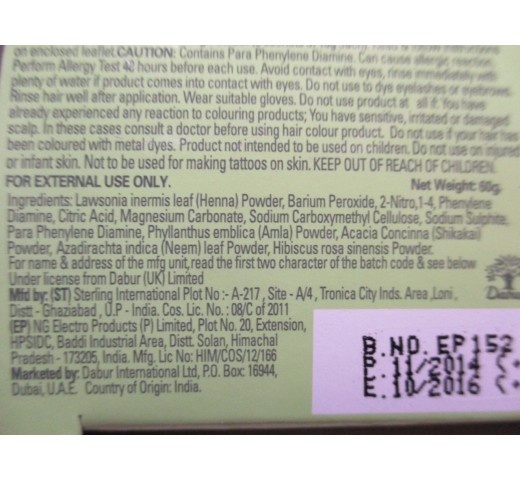 on enclosed leaflet. CAUTION: Contains Para Phenylene Diamine. Can cause allergic reaction.
Perform Allergy Test 48 hours before each use. Avoid contact with eyes, rinse immediately with
plenty of water if product comes into contact with eyes. Do not use to dye eyelashes or eyebrows.
Rinse hair well after application. Wear suitable gloves. Do not use product at all if: You have
already experienced any reaction to colouring products; You have sensitive, irritated or damaged
scalp. In these cases consult a doctor before using hair colour product. Do not use if your hair has
been coloured with metal dyes. Product not intended to be used on children. Do not use on injured
or infant skin. Not to be used for making tattoos on skin. KEEP OUT OF REACH OF CHILDREN.
FOR EXTERNAL USE ONLY. Net Weight: 60g.
Ingredients: Lawsonia inermis leaf (Henna) Powder, Barium Peroxide, 2-Nitro,1-4, Phenylene
Diamine, Citric Acid, Magnesium Carbonate, Sodium Carboxymethyl Cellulose, Sodium Sulphite,
Para Phenylene Diamine, Phyllanthus emblica (Amla) Powder, Acacia Concinna (Shikakai)
Powder, Azadirachta indica (Neem) leaf Powder, Hibiscus rosa sinensis Powder.
For name & address of the mfg unit, read the first two character of the batch code & see below
Under license from Dabur (UK) Limited
Mfd by: (ST) Sterling International Plot No :- A-217 , Site - A/4 , Tronica City Inds. Area ,Loni ,
Distt - Ghaziabad , U.P - India. Cos. Lic. No. : 08/C of 2011
(EP) NG Electro Products (P) Limited, Plot No. 20, Extension,
HPSIDC, Baddi Industrial Area, Distt. Solan, Himachal
Pradesh - 173205, India. Mfg. Lic No: HIM/COS/12/166
Marketed by: Dabur International Ltd, P.O. Box: 16944,
Dubai, U.A.E. Country of Origin: India.
Dabur
B.NO. EP152
P.11/2014
E.10/2016